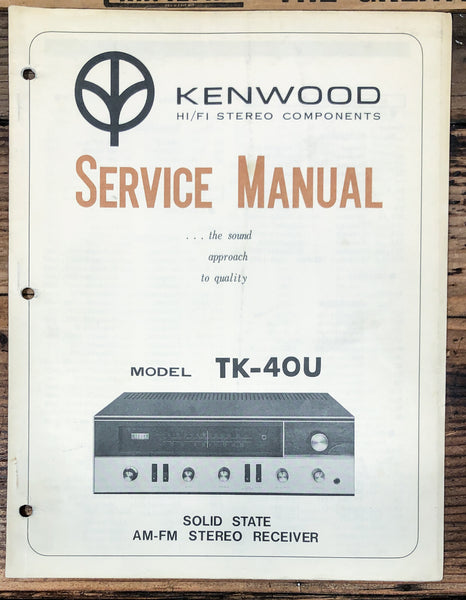 KENWOOD
HI/FI STEREO COMPONENTS
SERVICE MANUAL
. . . the sound
approach
to quality
MODEL TK-40U
SOLID STATE
AM-FM STEREO RECEIVER